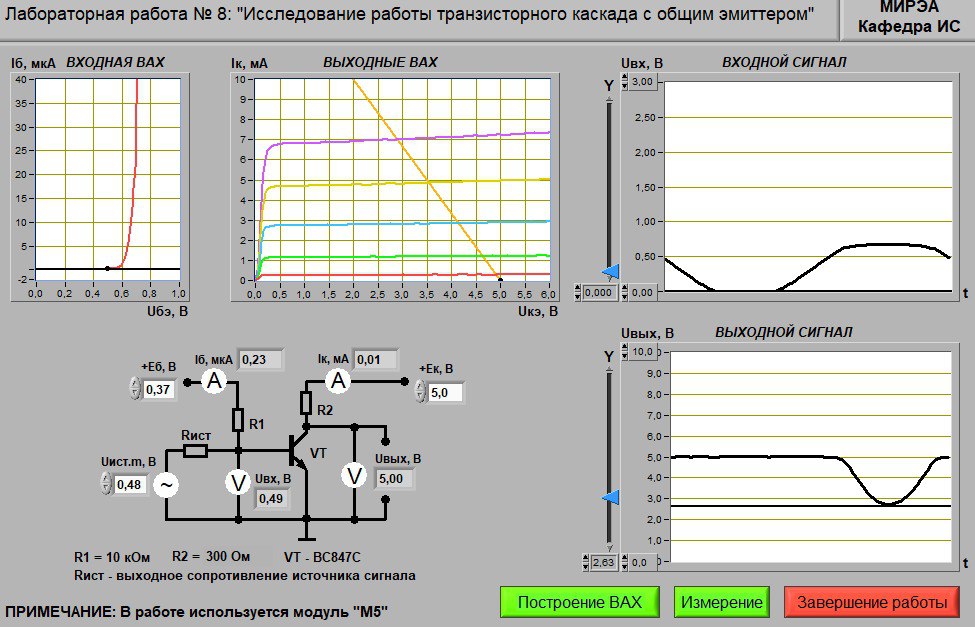 Лабораторная работа № 8: "Исследование работы транзисторного каскада с общим эмиттером"
МИРЭА
Кафедра ИС
Iб, мкА ВХОДНАЯ ВАХ
40
35
30
25
20
15
10
5
-2
0,0 0,2 0,4 0,6 0,8 1,0
Uбэ, В
Iк, мА ВЫХОДНЫЕ ВАХ
10
9
8
7
6
5
4
3
2
1
0
0,0 0,5 1,0 1,5 2,0 2,5 3,0 3,5 4,0 4,5 5,0 5,5 6,0
Uкэ, В
Uвх, В ВХОДНОЙ СИГНАЛ
Y
3,00
2,50
2,00
1,50
1,00
0,50
0,00
0,000
t
Uвых, В ВЫХОДНОЙ СИГНАЛ
Y
10,0
9,0
8,0
7,0
6,0
5,0
4,0
3,0
2,0
1,0
0,0
2,63
t
+Eб, В
0,37
Iб, мкА 0,23
A
Iк, мА 0,01
A
+Eк, В
5,0
R1
R2
Rист
VT
Uист.m, В
0,48
~
V
Uвх, В
0,49
V
Uвых, В
5,00
R1 = 10 кОм R2 = 300 Ом VT - BC847C
Rист - выходное сопротивление источника сигнала
ПРИМЕЧАНИЕ: В работе используется модуль "М5"
Построение ВАХ
Измерение
Завершение работы